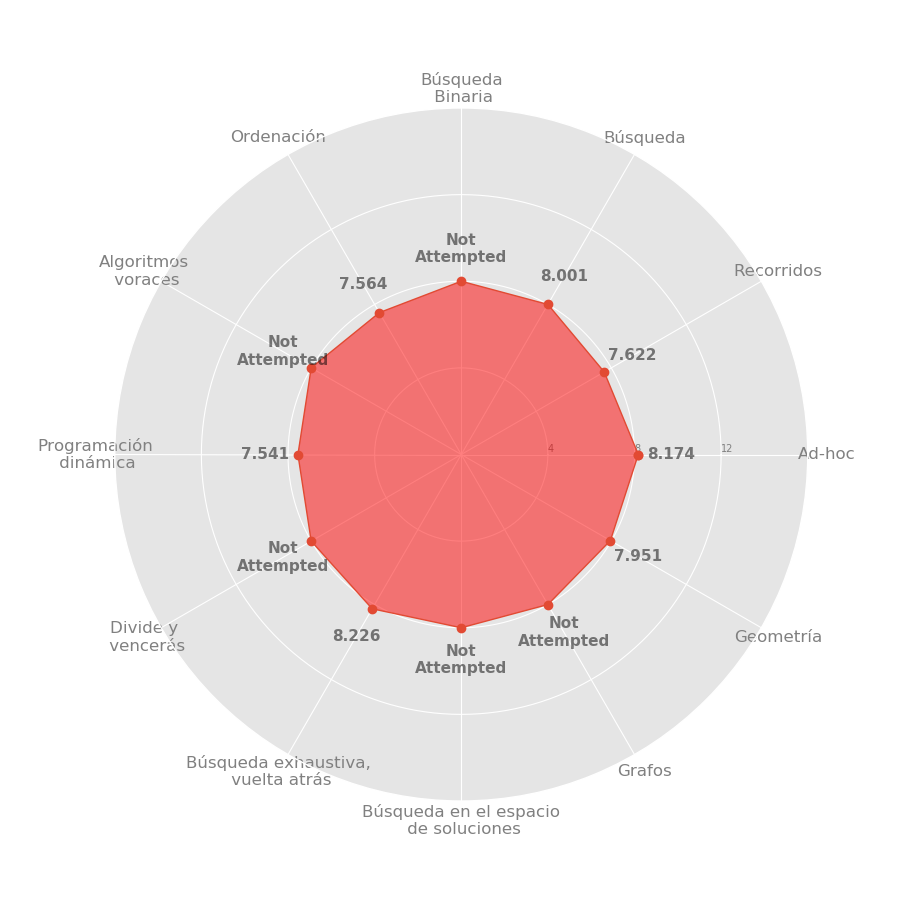 Búsqueda
Binaria
Ordenación
Búsqueda
Not
Attempted
Algoritmos
voraces
7.564
8.001
Recorridos
Not
Attempted
7.622
Programación
dinámica
7.541
4
8
12
8.174
Ad-hoc
Not
Attempted
7.951
Divide y
vencerás
8.226
Not
Attempted
Not
Attempted
Geometría
Búsqueda exhaustiva,
vuelta atrás
Grafos
Búsqueda en el espacio
de soluciones